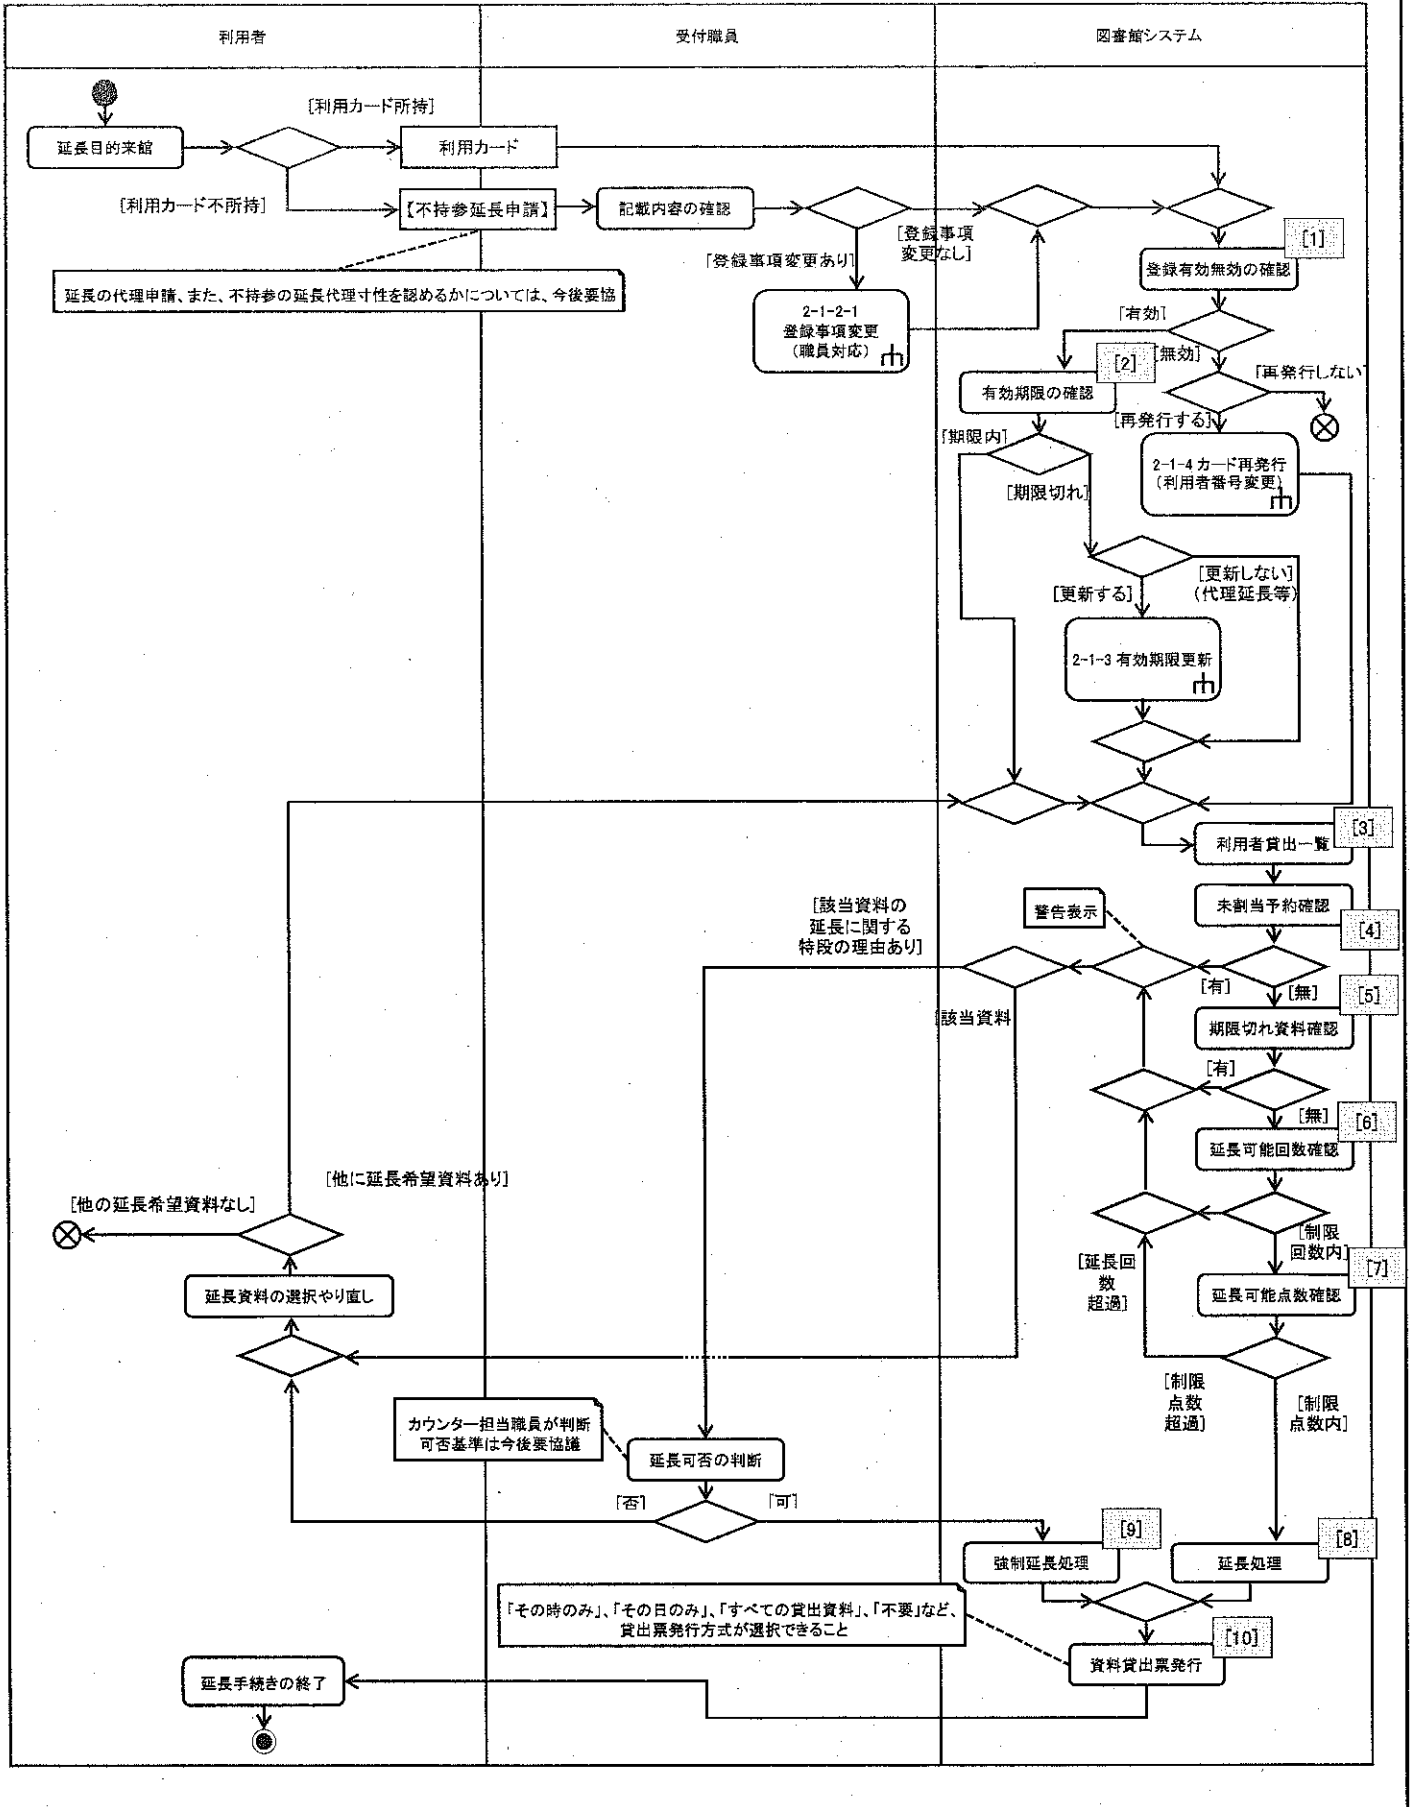 利用者
受付職員
図書館システム
[利用カード所持]
延長目的来館
利用カード
[利用カード不所持]
【不持参延長申請】
記載内容の確認
[登録事項
変更なし]
[登録事項変更あり]
[1]
登録有効無効の確認
延長の代理申請、また、不持参の延長代理寸性を認めるかについては、今後要協
2-1-2-1
登録事項変更
(職員対応)
[有効]
[無効]
[2]
有効期限の確認
[再発行しない]
[再発行する]
[期限内]
[期限切れ]
2-1-4 カード再発行
(利用者番号変更)
[更新しない]
(代理延長等)
[更新する]
2-1-3 有効期限更新
[3]
利用者貸出一覧
未割当予約確認
[4]
警告表示
[該当資料の
延長に関する
特段の理由あり]
[有]
[無]
[5]
[該当資料
期限切れ資料確認
[有]
[無]
[6]
延長可能回数確認
[他に延長希望資料あり]
[他の延長希望資料なし]
[制限
回数内]
[7]
[延長回
数
超過]
延長資料の選択やり直し
延長可能点数確認
[制限
点数
超過]
[制限
点数内]
カウンター担当職員が判断
可否基準は今後要協議
延長可否の判断
[否]
[可]
[9]
[8]
強制延長処理
延長処理
「その時のみ」、「その日のみ」、「すべての貸出資料」、「不要」など、
貸出票発行方式が選択できること
[10]
資料貸出票発行
延長手続きの終了